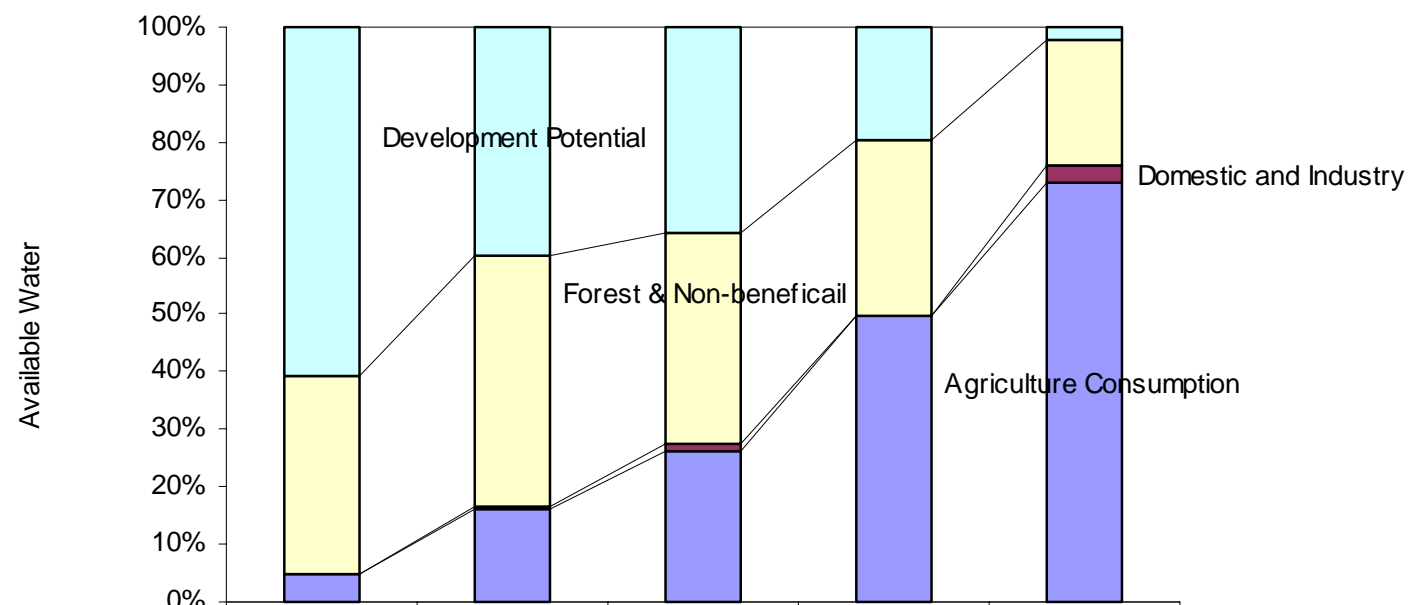 100%
90%
80%
70%
60%
50%
40%
30%
20%
10%
0%
Available Water
Development Potential
Domestic and Industry
Forest & Non-beneficail
Agriculture Consumption